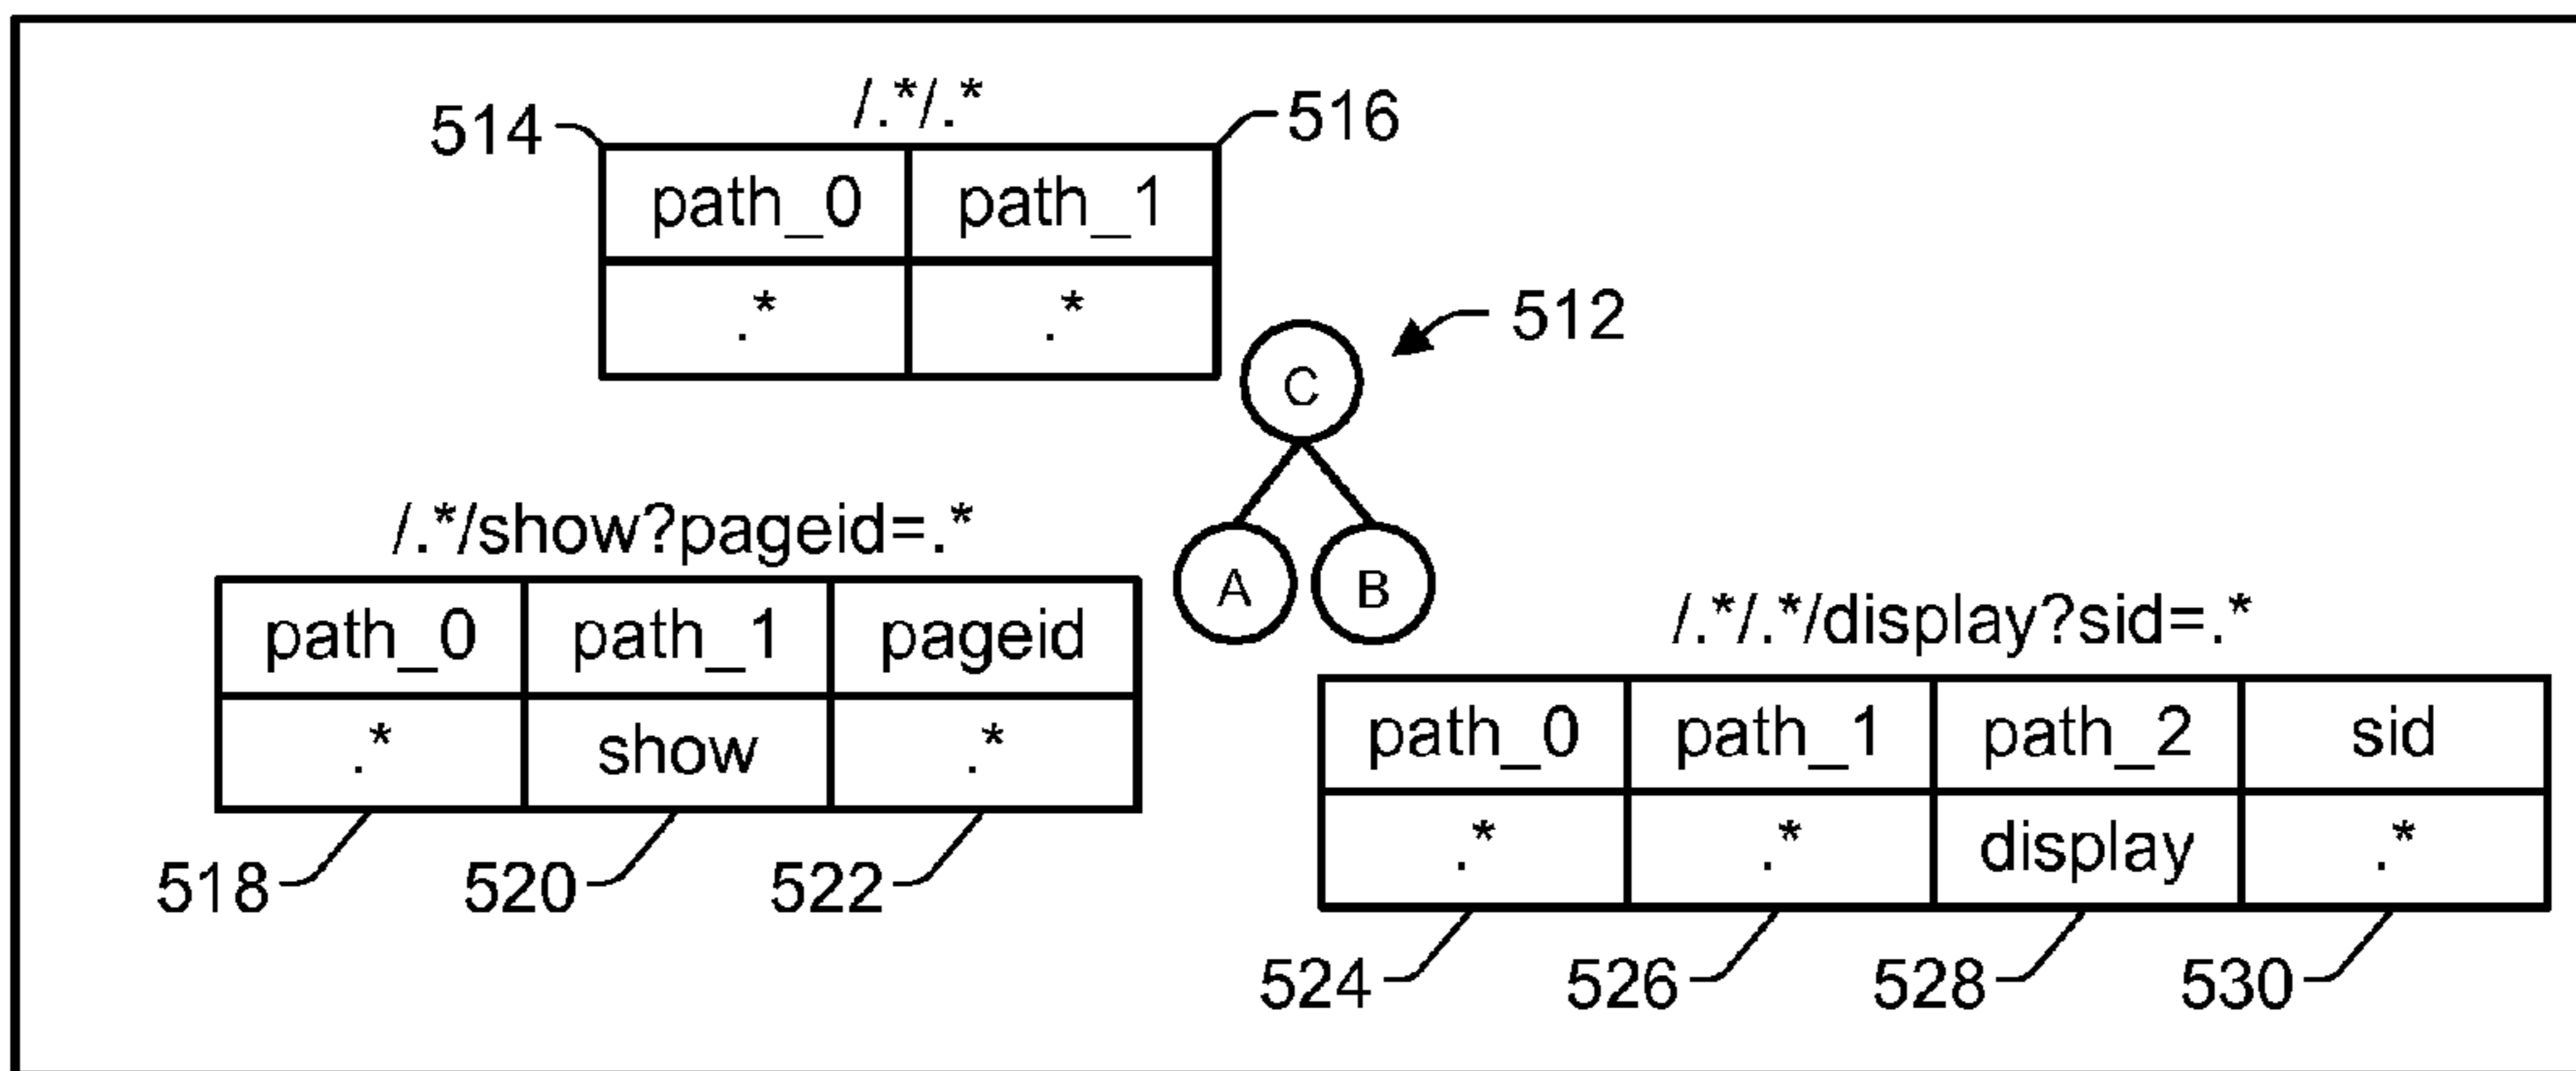 /.*/.*
514 516
path_0 path_1
.* .*
512
C
A B
/.*/show?pageid=.*
path_0 path_1 pageid
.* show .*
518 520 522
/.*/.*/display?sid=.*
path_0 path_1 path_2 sid
.* .* display .*
524 526 528 530